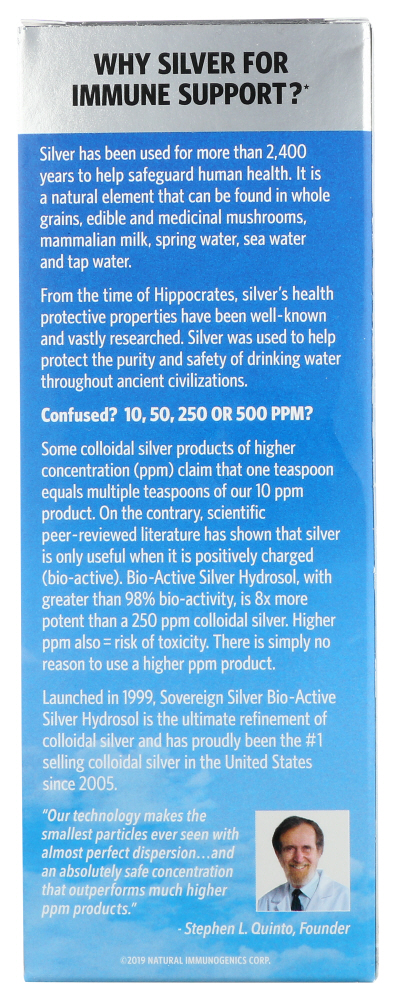 WHY SILVER FOR
IMMUNE SUPPORT?*
Silver has been used for more than 2,400
years to help safeguard human health. It is
a natural element that can be found in whole
grains, edible and medicinal mushrooms,
mammalian milk, spring water, sea water
and tap water.
From the time of Hippocrates, silver's health
protective properties have been well-known
and vastly researched. Silver was used to help
protect the purity and safety of drinking water
throughout ancient civilizations.
Confused? 10, 50, 250 OR 500 PPM?
Some colloidal silver products of higher
concentration (ppm) claim that one teaspoon
equals multiple teaspoons of our 10 ppm
product. On the contrary, scientific
peer-reviewed literature has shown that silver
is only useful when it is positively charged
(bio-active). Bio-Active Silver Hydrosol, with
greater than 98% bio-activity, is 8x more
potent than a 250 ppm colloidal silver. Higher
ppm also = risk of toxicity. There is simply no
reason to use a higher ppm product.
Launched in 1999, Sovereign Silver Bio-Active
Silver Hydrosol is the ultimate refinement of
colloidal silver and has proudly been the #1
selling colloidal silver in the United States
since 2005.
"Our technology makes the
smallest particles ever seen with
almost perfect dispersion...and
an absolutely safe concentration
that outperforms much higher
ppm products."
- Stephen L. Quinto, Founder
©2019 NATURAL IMMUNOGENICS CORP.